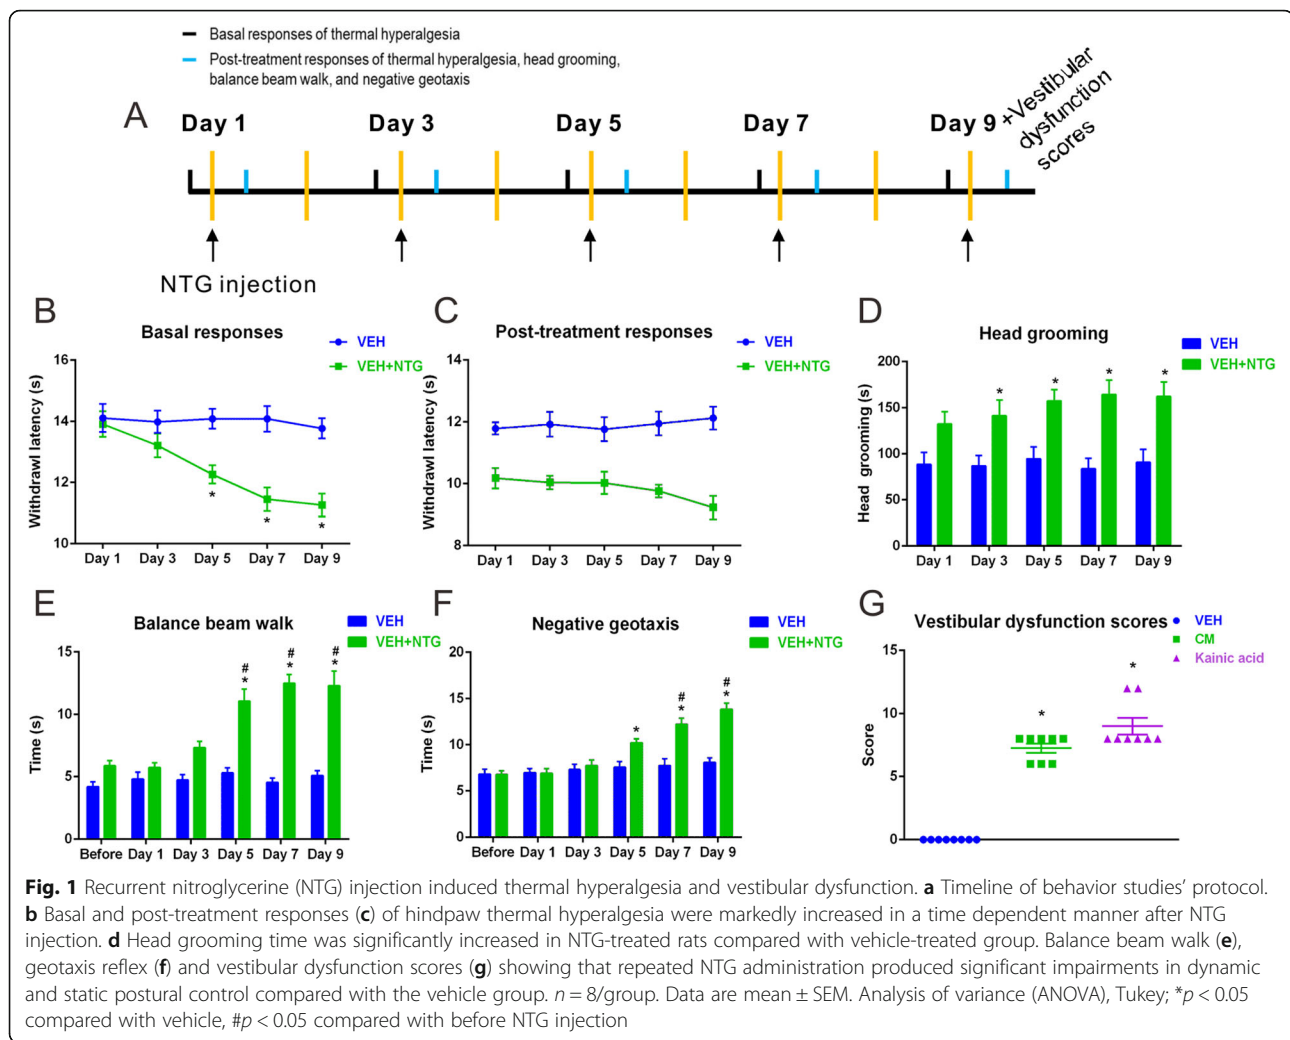 Basal responses of thermal hyperalgesia
Post-treatment responses of thermal hyperalgesia, head grooming,
balance beam walk, and negative geotaxis
A
Day 1
Day 3
Day 5
Day 7
Day 9
+Vestibular
dysfunction
scores
NTG injection
B
Basal responses
VEH
VEH+NTG
Withdrawl latency (s)
16
14
12
10
Day 1 Day 3 Day 5 Day 7 Day 9
* * *
C
Post-treatment responses
VEH
VEH+NTG
Withdrawl latency (s)
14
12
10
8
Day 1 Day 3 Day 5 Day 7 Day 9
D
Head grooming
VEH
VEH+NTG
Head grooming (s)
200
150
100
50
0
* * * *
Day 1 Day 3 Day 5 Day 7 Day 9
E
Balance beam walk
VEH
VEH+NTG
Time (s)
15
10
5
0
# # #
* * *
Before Day 1 Day 3 Day 5 Day 7 Day 9
F
Negative geotaxis
VEH
VEH+NTG
Time (s)
20
15
10
5
0
# #
* * *
Before Day 1 Day 3 Day 5 Day 7 Day 9
G
Vestibular dysfunction scores
VEH
CM
Kainic acid
Score
15
10
5
0
* *
Fig. 1 Recurrent nitroglycerine (NTG) injection induced thermal hyperalgesia and vestibular dysfunction. a Timeline of behavior studies’ protocol.
b Basal and post-treatment responses (c) of hindpaw thermal hyperalgesia were markedly increased in a time dependent manner after NTG
injection. d Head grooming time was significantly increased in NTG-treated rats compared with vehicle-treated group. Balance beam walk (e),
geotaxis reflex (f) and vestibular dysfunction scores (g) showing that repeated NTG administration produced significant impairments in dynamic
and static postural control compared with the vehicle group. n = 8/group. Data are mean ± SEM. Analysis of variance (ANOVA), Tukey; *p < 0.05
compared with vehicle, #p < 0.05 compared with before NTG injection